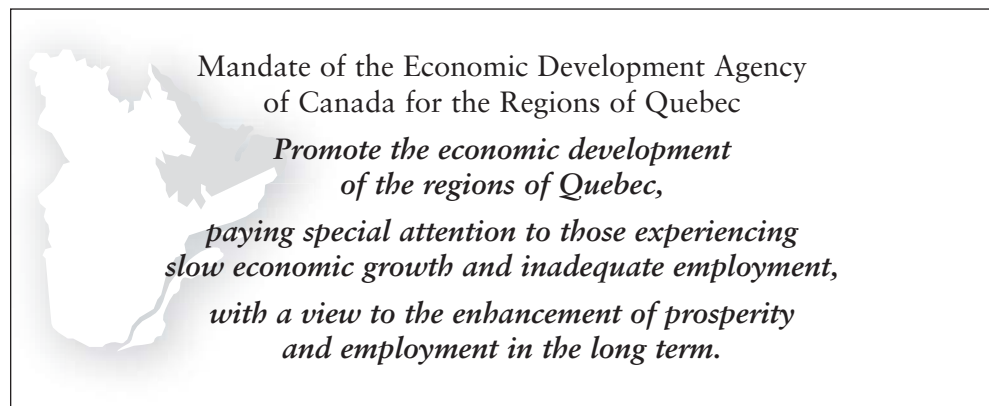 Mandate of the Economic Development Agency
of Canada for the Regions of Quebec
Promote the economic development
of the regions of Quebec,
paying special attention to those experiencing
slow economic growth and inadequate employment,
with a view to the enhancement of prosperity
and employment in the long term.